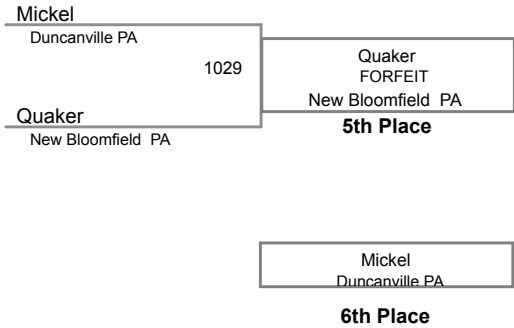 Mickel
Duncanville PA
1029
Quaker
FORFEIT
New Bloomfield  PA
5th Place
Quaker
New Bloomfield  PA
Mickel
Duncanville PA
6th Place